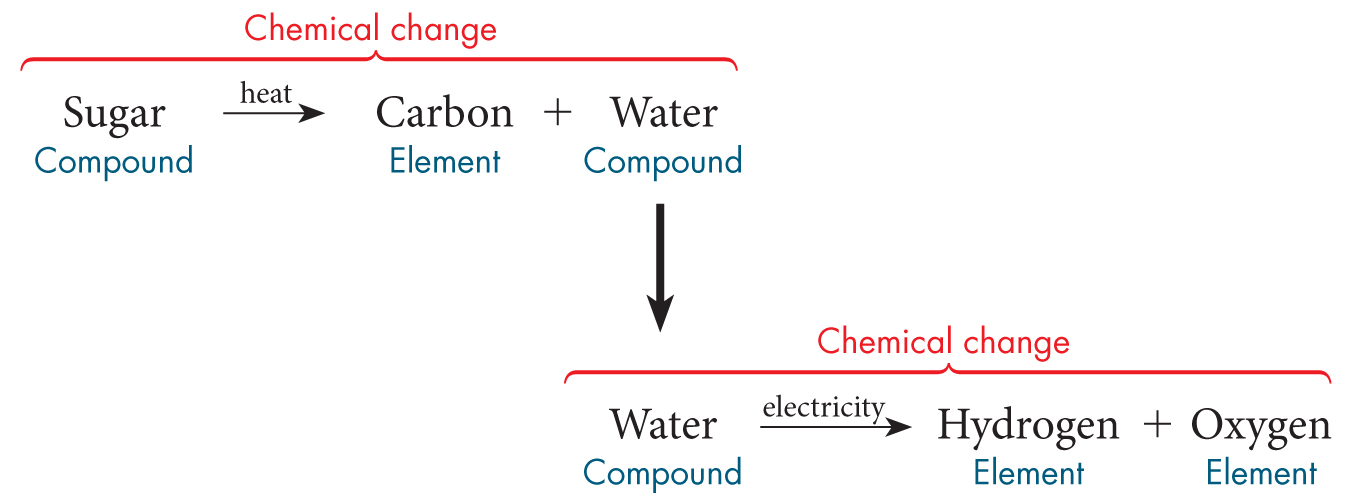 Chemical change
heat
Sugar Carbon + Water
Compound Element Compound
Chemical change
electricity
Water Hydrogen + Oxygen
Compound Element Element